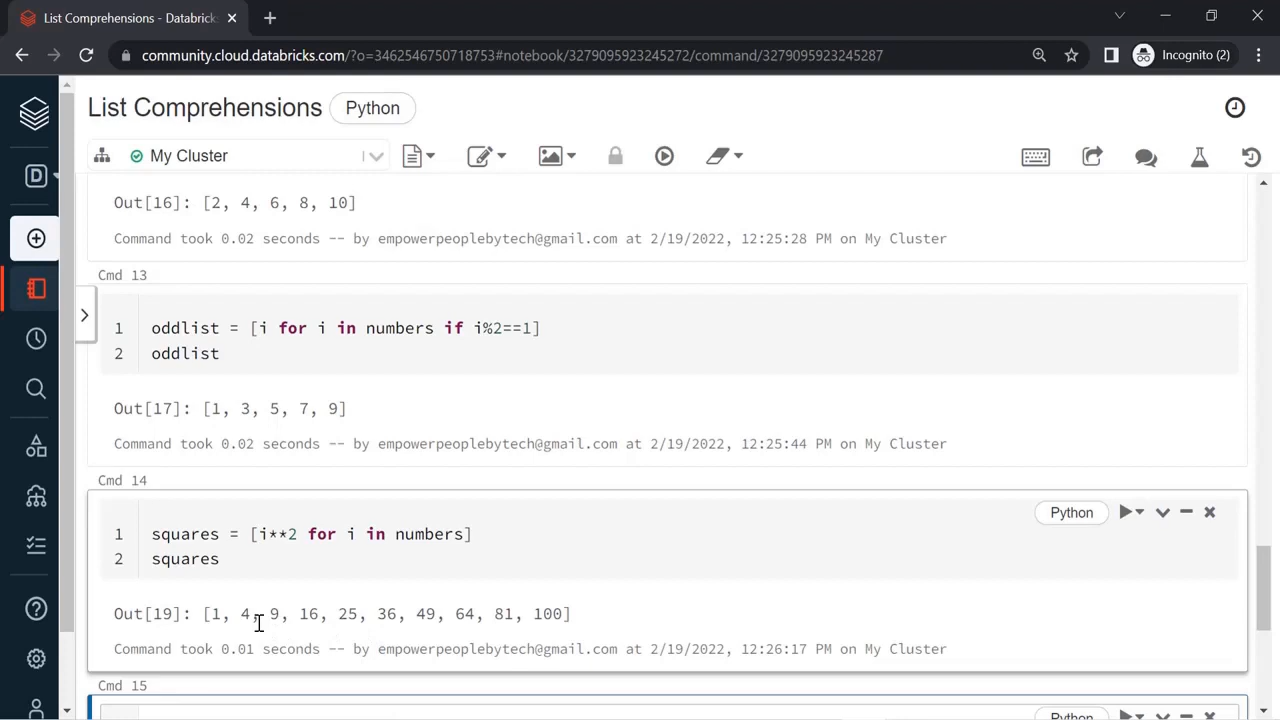 List Comprehensions - Databricks
community.cloud.databricks.com/?o=3462546750718753#notebook/3279095923245272/command/3279095923245287
Incognito (2)
List Comprehensions
Python
D
My Cluster
Out[16]: [2, 4, 6, 8, 10]
Command took 0.02 seconds -- by empowerpeoplebytech@gmail.com at 2/19/2022, 12:25:28 PM on My Cluster
Cmd 13
1 oddlist = [i for i in numbers if i%2==1]
2 oddlist
Out[17]: [1, 3, 5, 7, 9]
Command took 0.02 seconds -- by empowerpeoplebytech@gmail.com at 2/19/2022, 12:25:44 PM on My Cluster
Cmd 14
Python
1 squares = [i**2 for i in numbers]
2 squares
Out[19]: [1, 4, 9, 16, 25, 36, 49, 64, 81, 100]
Command took 0.01 seconds -- by empowerpeoplebytech@gmail.com at 2/19/2022, 12:26:17 PM on My Cluster
Cmd 15
Python